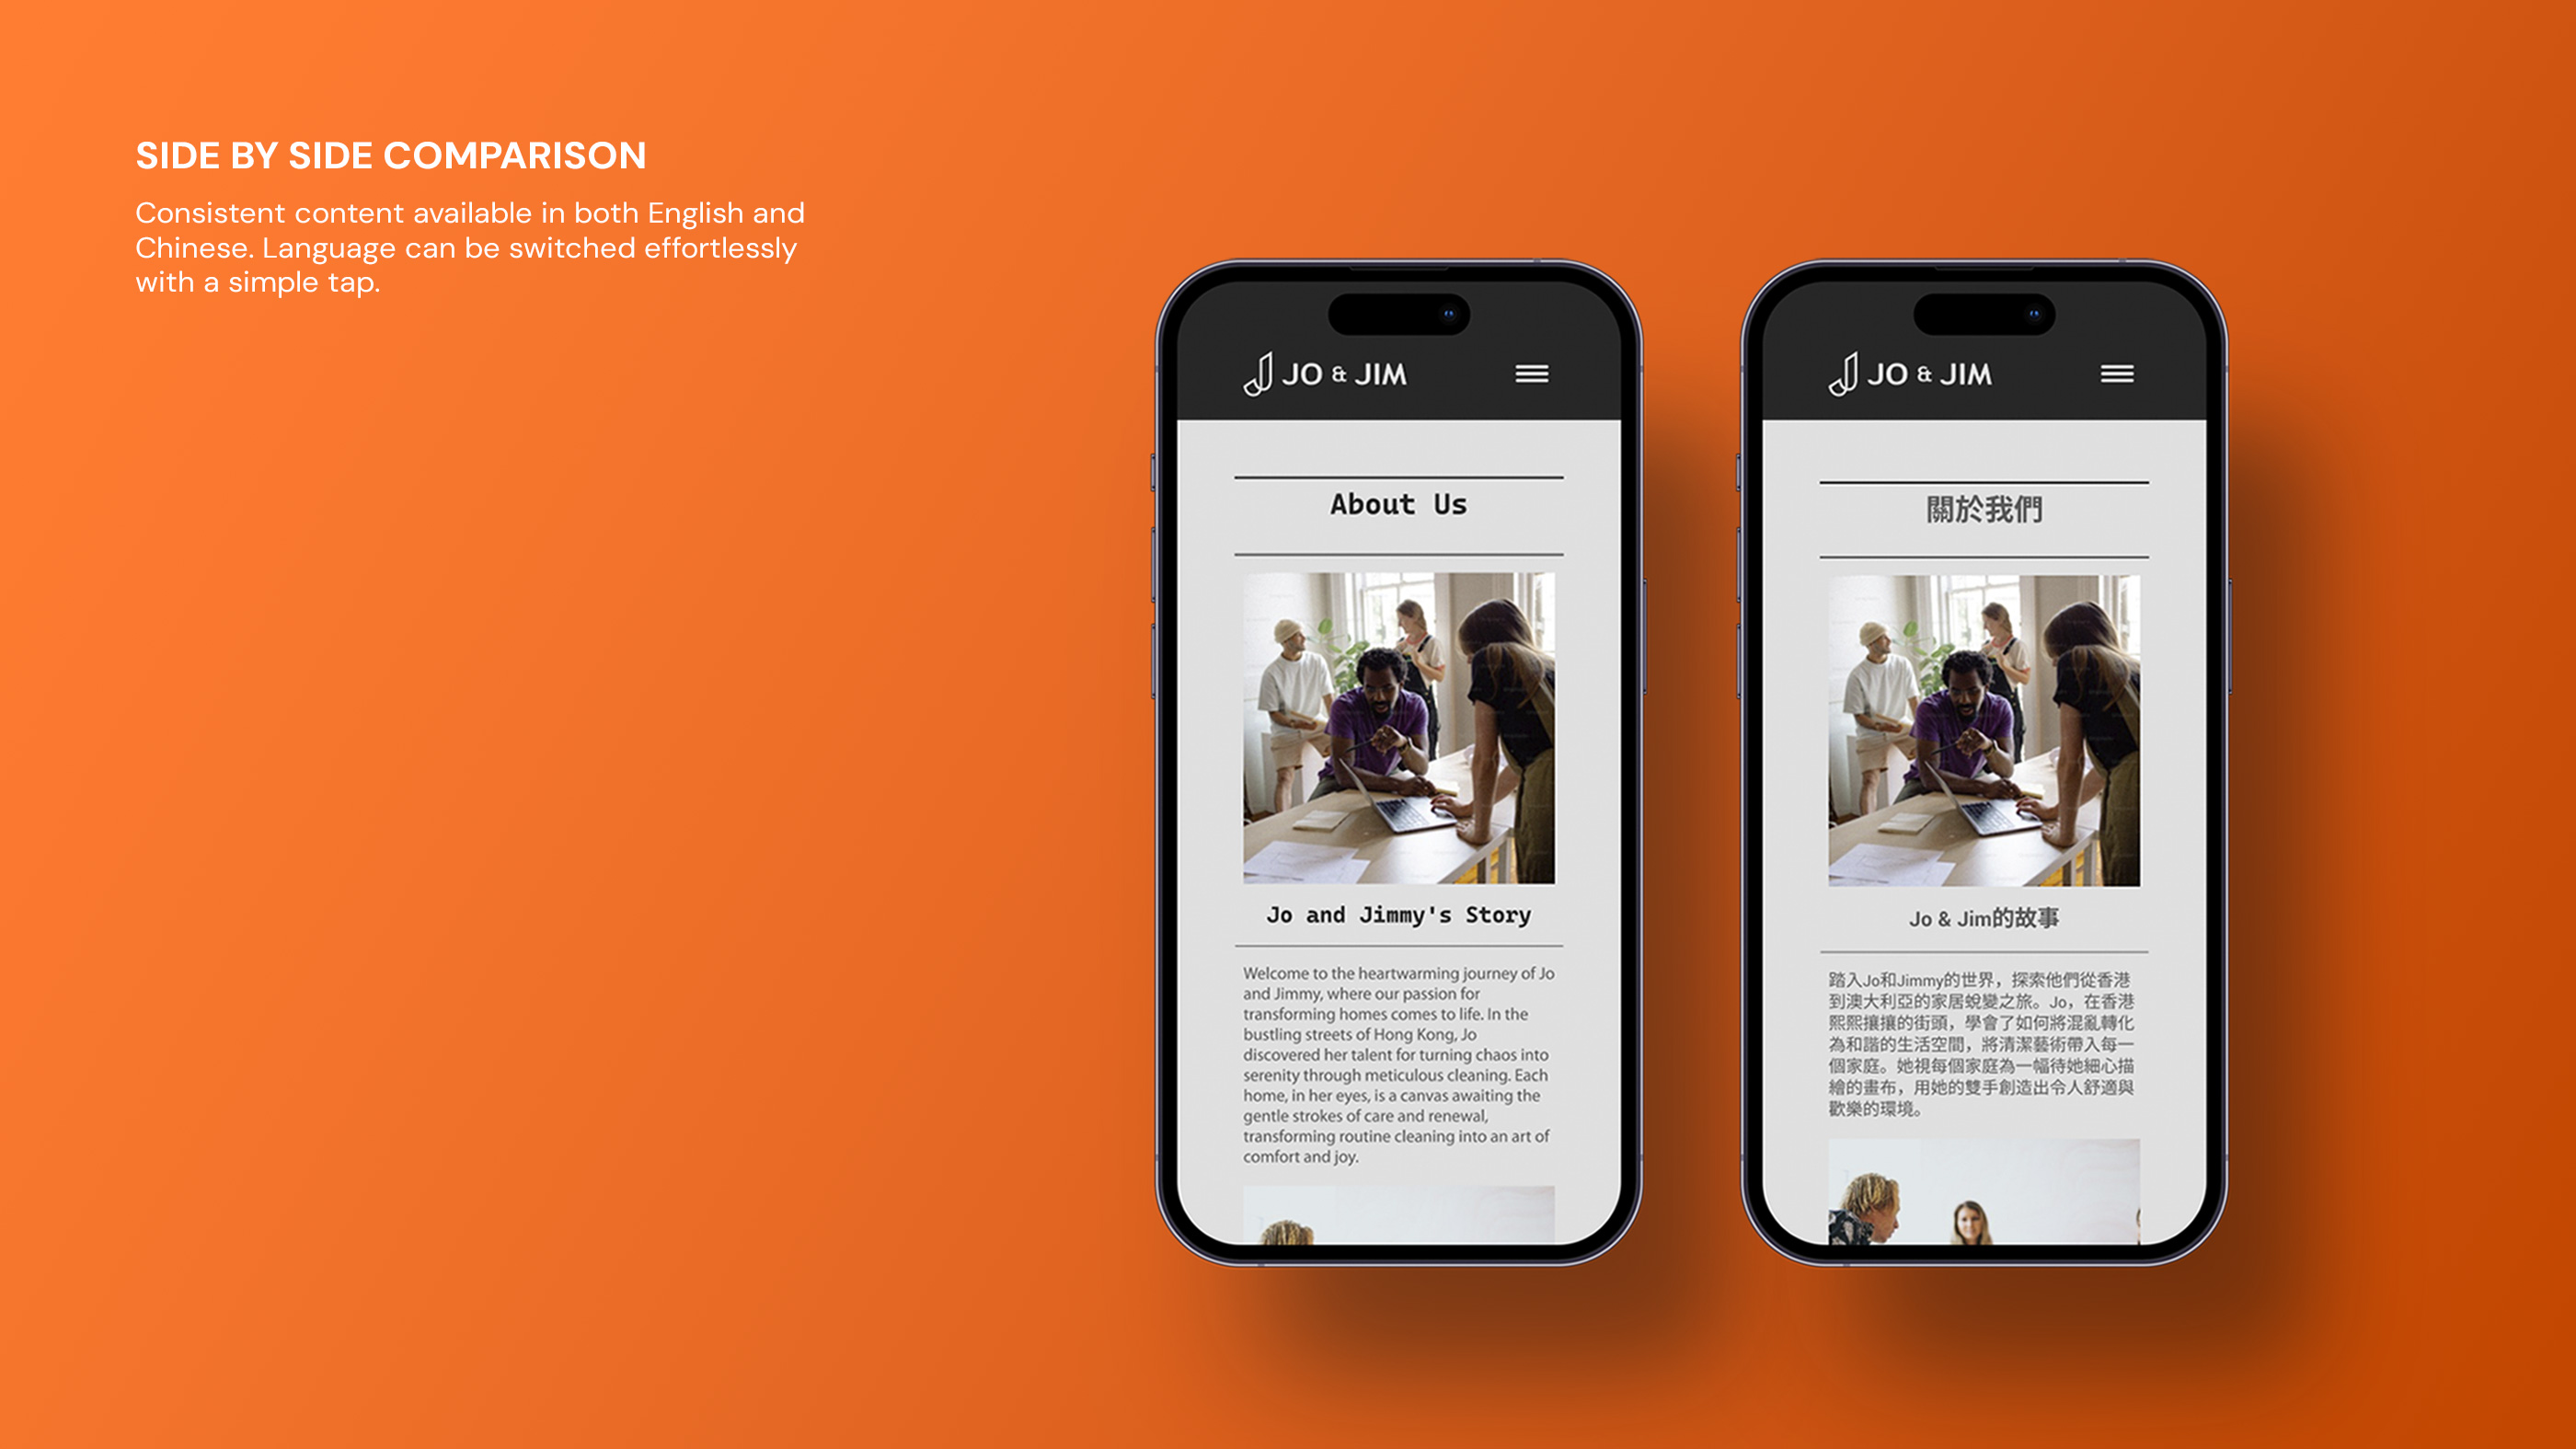 SIDE BY SIDE COMPARISON
Consistent content available in both English and
Chinese. Language can be switched effortlessly
with a simple tap.
JO & JIM
About Us
Jo and Jimmy's Story
Welcome to the heartwarming journey of Jo
and Jimmy, where our passion for
transforming homes comes to life. In the
bustling streets of Hong Kong, Jo
discovered her talent for turning chaos into
serenity through meticulous cleaning. Each
home, in her eyes, is a canvas awaiting the
gentle strokes of care and renewal,
transforming routine cleaning into an art of
comfort and joy.
JO & JIM
關於我們
Jo & Jim的故事
踏入Jo和Jimmy的世界，探索他們從香港
到澳大利亞的家居蛻變之旅。Jo，在香港
熙熙攘攘的街頭，學會了如何將混亂轉化
為和諧的生活空間，將清潔藝術帶入每一
個家庭。她視每個家庭為一幅待她細心描
繪的畫布，用她的雙手創造出令人舒適與
歡樂的環境。